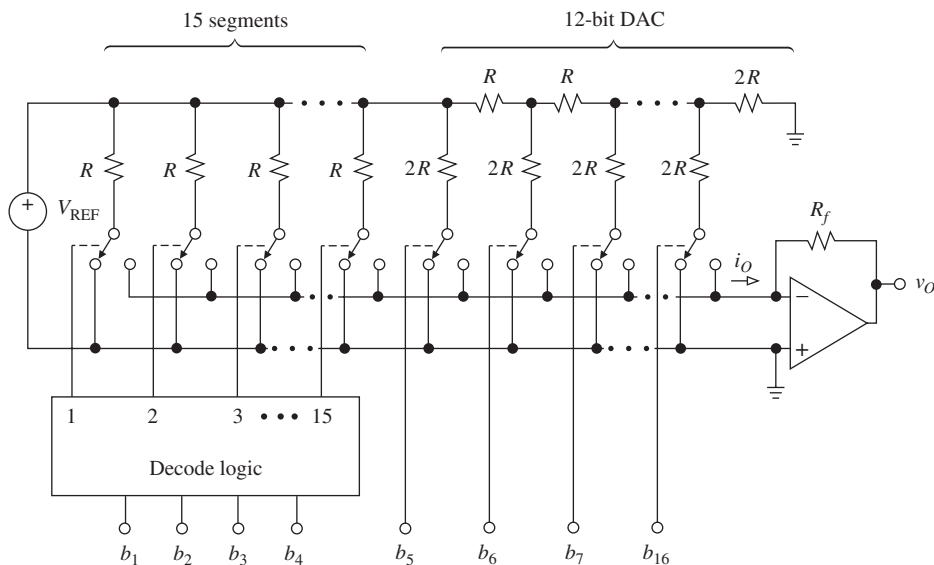 15 segments
12-bit DAC
R R 2R
R R R R 2R 2R 2R 2R
+
V_REF
R_f
i_O
v_O
−
+
1 2 3 • • • 15
Decode logic
b_1 b_2 b_3 b_4 b_5 b_6 b_7 b_16